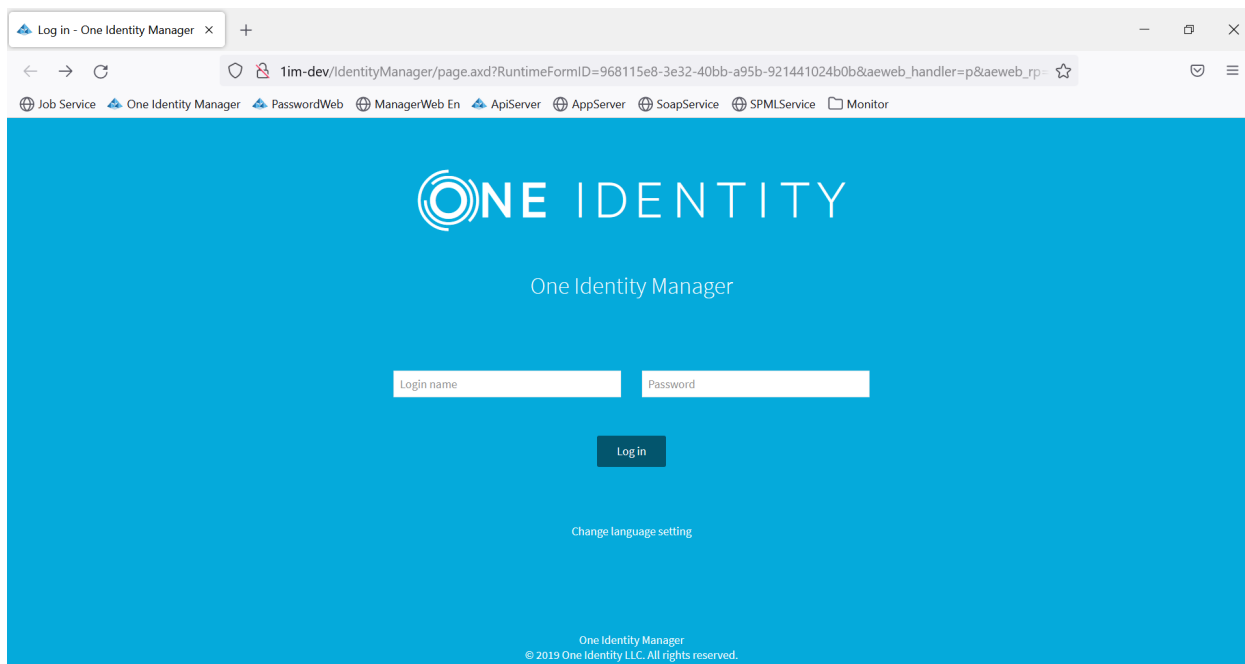 Log in - One Identity Manager
1im-dev/IdentityManager/page.axd?RuntimeFormID=968115e8-3e32-40bb-a95b-921441024b0b&aeweb_handler=p&aeweb_rp=
Job Service One Identity Manager PasswordWeb ManagerWeb En ApiServer AppServer SoapService SPMLService Monitor
ONE IDENTITY
One Identity Manager
Login name Password
Log in
Change language setting
One Identity Manager
© 2019 One Identity LLC. All rights reserved.